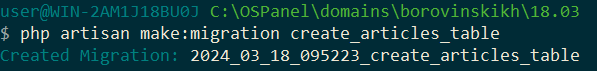 user@WIN-2AM1J18BU0J C:\OSPanel\domains\borovinskikh\18.03
$ php artisan make:migration create_articles_table
Created Migration: 2024_03_18_095223_create_articles_table